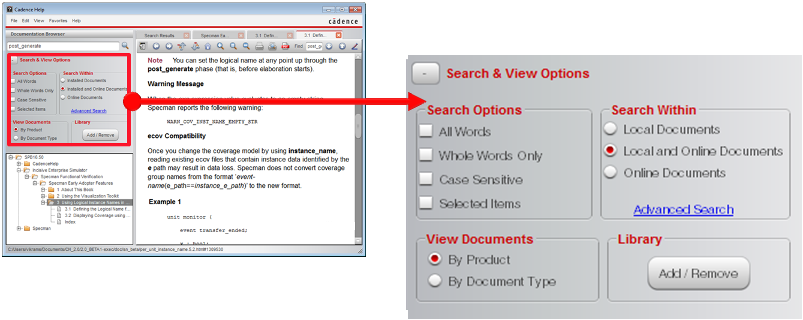 Cadence Help
File Edit View Favorites Help
cādence
Documentation Browser
Search Results
Specman Ea...
3.1 Defini...
3.1 Defini...
post_generate
Find
post_g
Search & View Options
Search Options
All Words
Whole Words Only
Case Sensitive
Selected Items
Search Within
Installed Documents
Installed and Online Documents
Online Documents
Advanced Search
View Documents
By Product
By Document Type
Library
Add / Remove
SPB16.50
CadenceHelp
Incisive Enterprise Simulator
Specman Functional Verification
Specman Early Adopter Features
1 About This Book
2 Using the Visualization Toolkit
3 Using Logical Instance Names in
3.1 Defining the Logical Name f
3.2 Displaying Coverage using
Index
Specman
Note You can set the logical name at any point up through the
post_generate phase (that is, before elaboration starts).
Warning Message
Specman reports the following warning:
WARN_COV_INST_NAME_EMPTY_STR
ecov Compatibility
Once you change the coverage model by using instance_name,
reading existing ecov files that contain instance data identified by the
e path may result in data loss. Specman does not convert coverage
group names from the format 'event-
name(e_path==instance_e_path)' to the new format.
Example 1
unit monitor {
event transfer_ended;
Search & View Options
Search Options
All Words
Whole Words Only
Case Sensitive
Selected Items
Search Within
Local Documents
Local and Online Documents
Online Documents
Advanced Search
View Documents
By Product
By Document Type
Library
Add / Remove